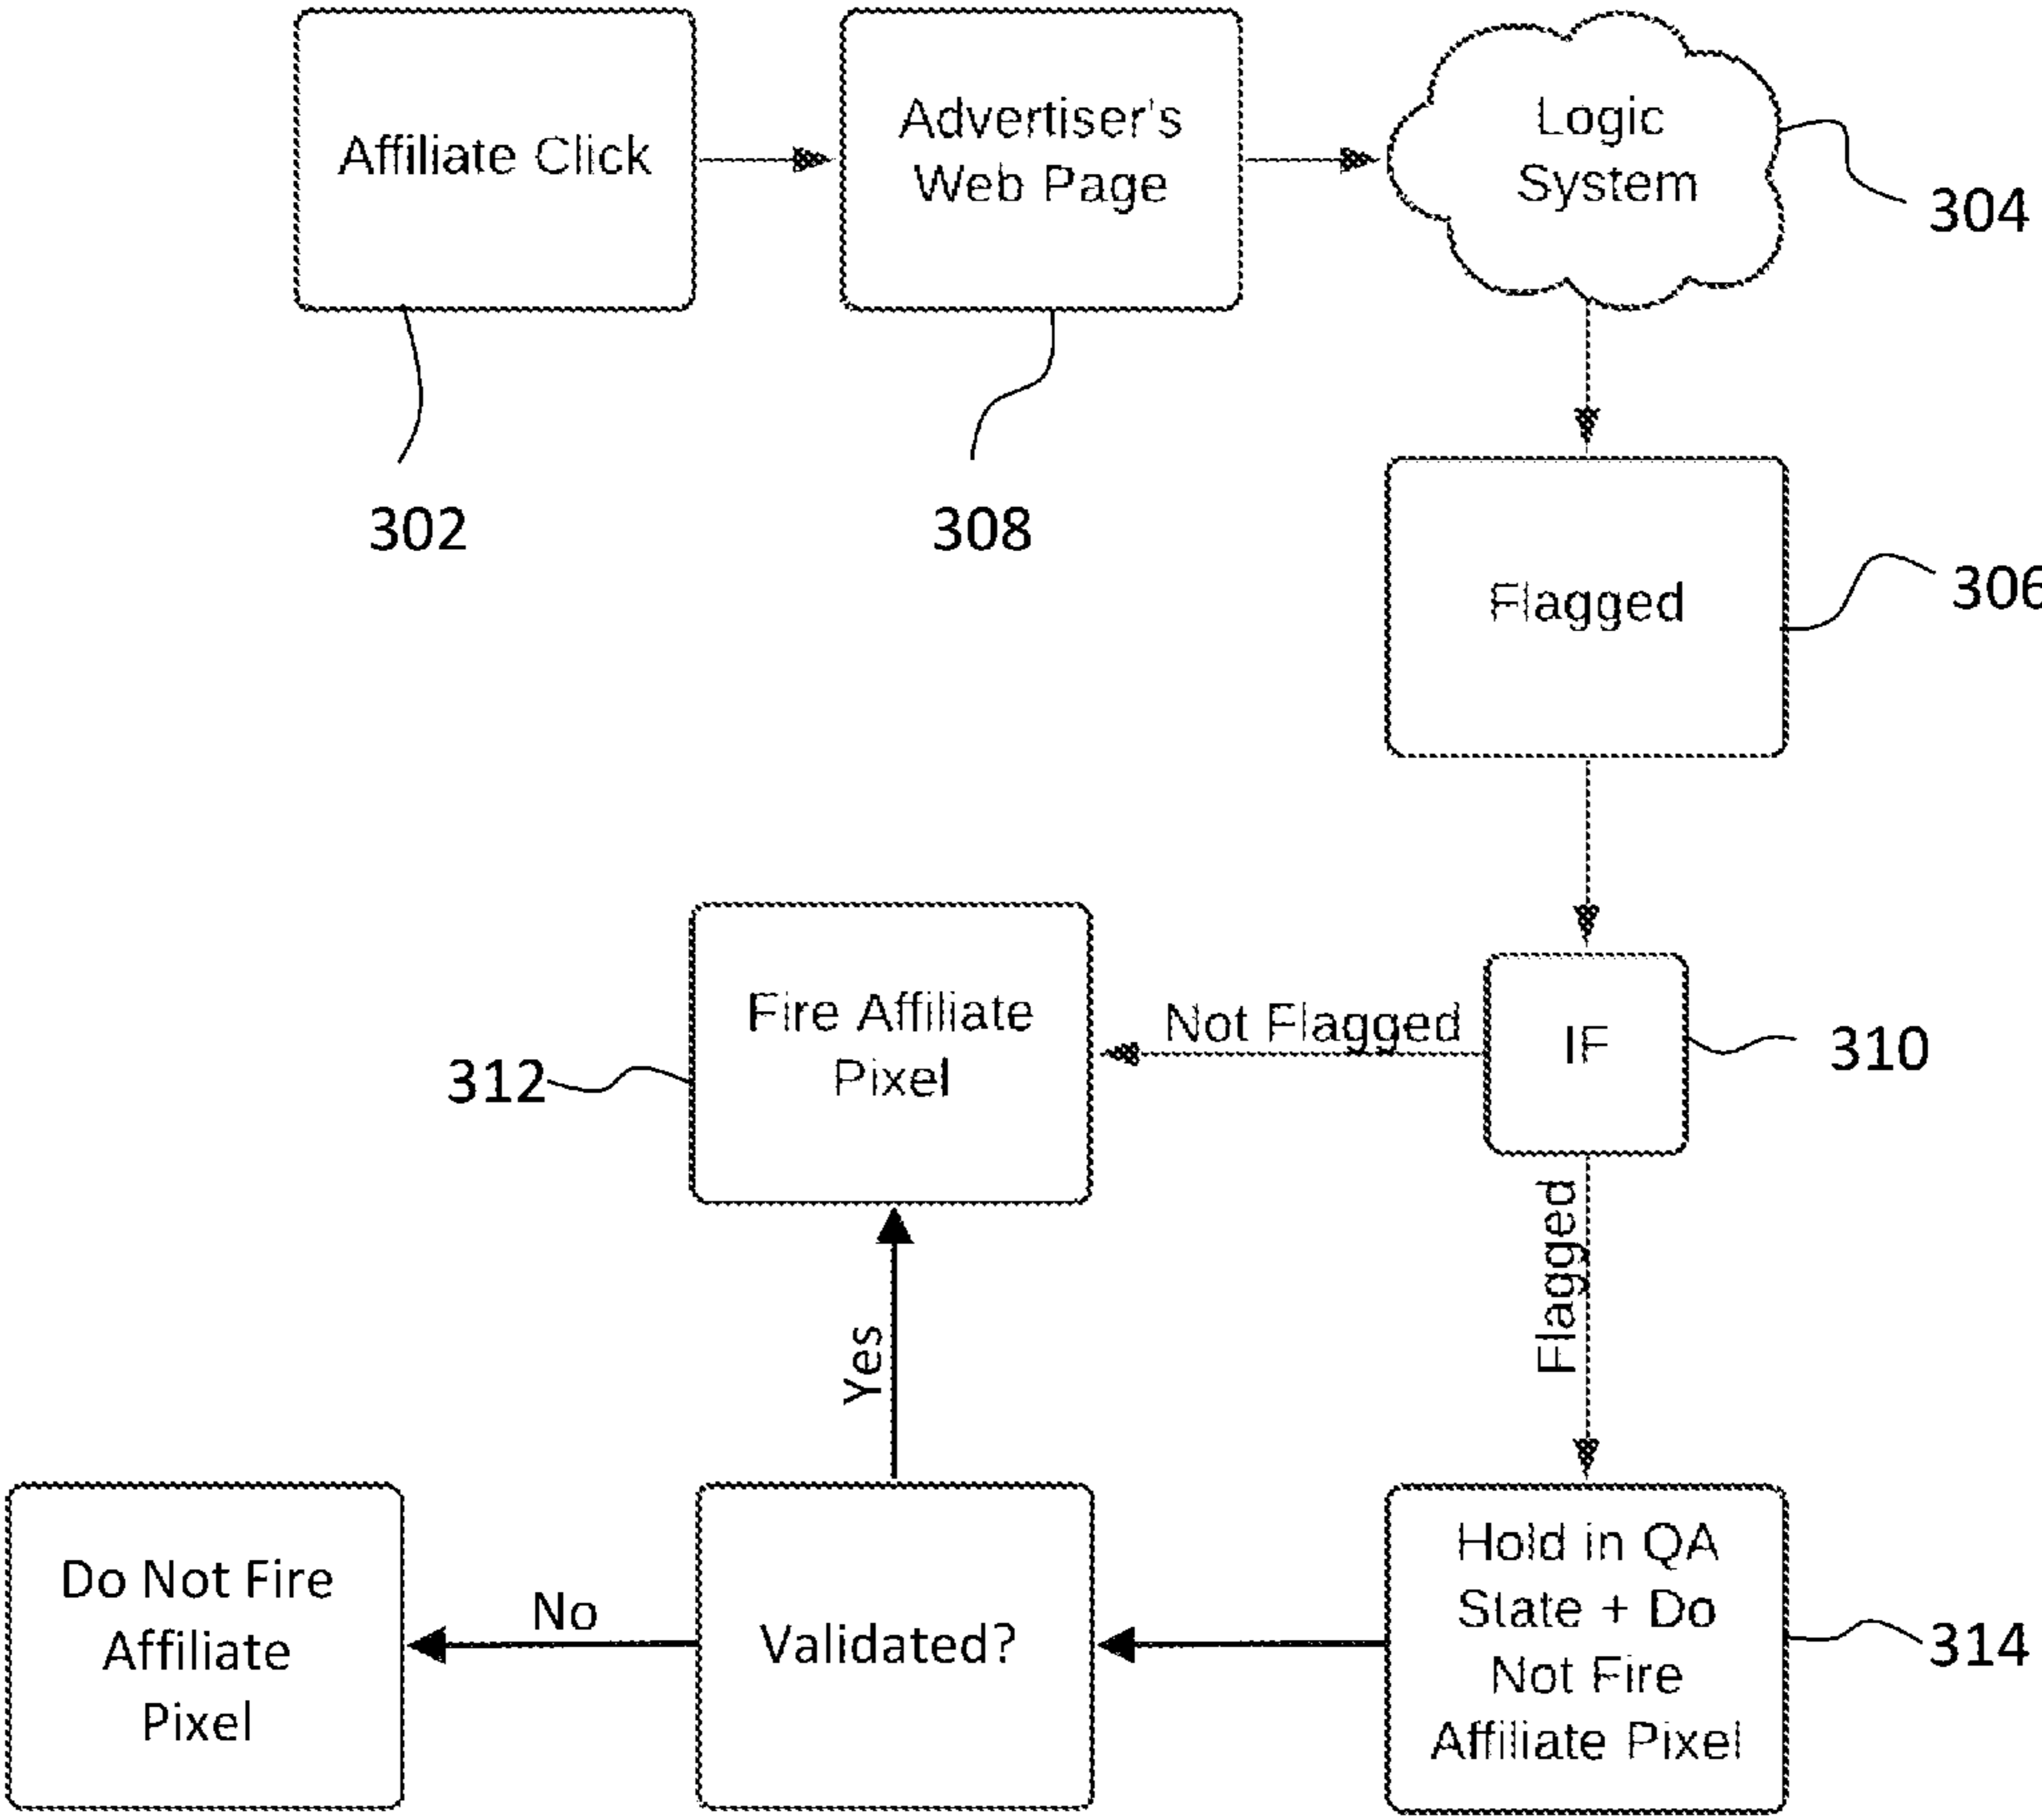 Affiliate Click
Advertiser's
Web Page
Logic
System
304
302
308
Flagged
306
Fire Affiliate
Pixel
Not Flagged
IF
310
312
Flagged
Yes
Do Not Fire
Affiliate
Pixel
No
Validated?
Hold in QA
State + Do
Not Fire
Affiliate Pixel
314